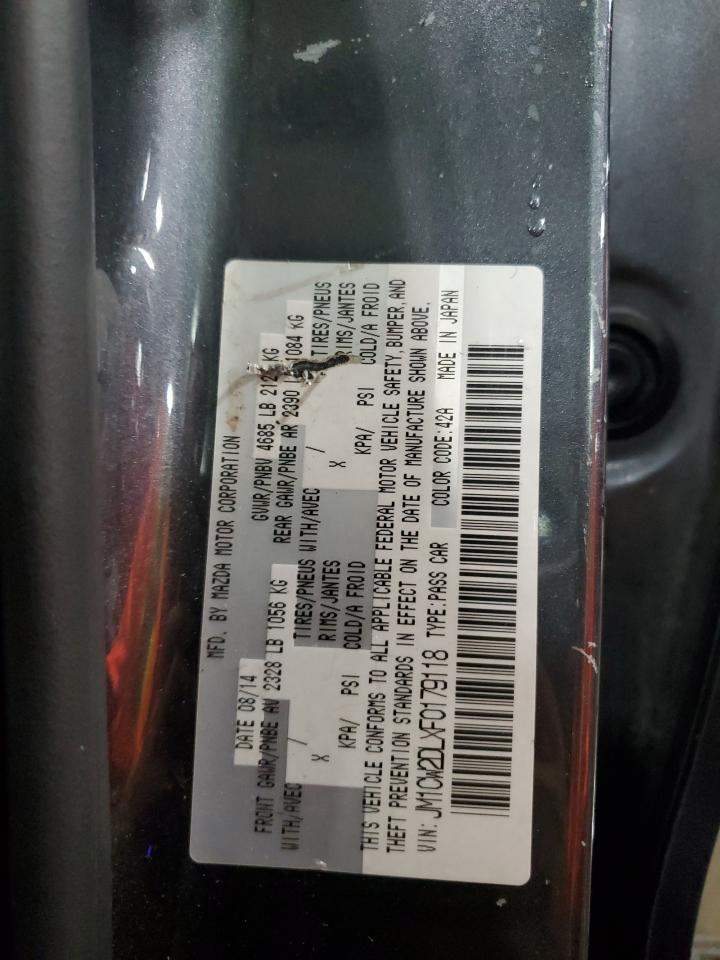 MFD. BY MAZDA MOTOR CORPORATION
DATE 08/14 GVWR/PNBV 4685 LB KG
FRONT GAWR/PNBE AV 2328 LB 1056 KG REAR GAWR/PNBE AR 2390 1084 KG
WITH/AVEC / TIRES/PNEUS WITH/AVEC / TIRES/PNEUS
X RIMS/JANTES X RIMS/JANTES
KPA/ PSI COLD/A FROID KPA/ PSI COLD/A FROID
THIS VEHICLE CONFORMS TO ALL APPLICABLE FEDERAL MOTOR VEHICLE SAFETY, BUMPER, AND
THEFT PREVENTION STANDARDS IN EFFECT ON THE DATE OF MANUFACTURE SHOWN ABOVE.
VIN: JM1CW2DLXF0179118 TYPE:PASS CAR COLOR CODE:42A MADE IN JAPAN